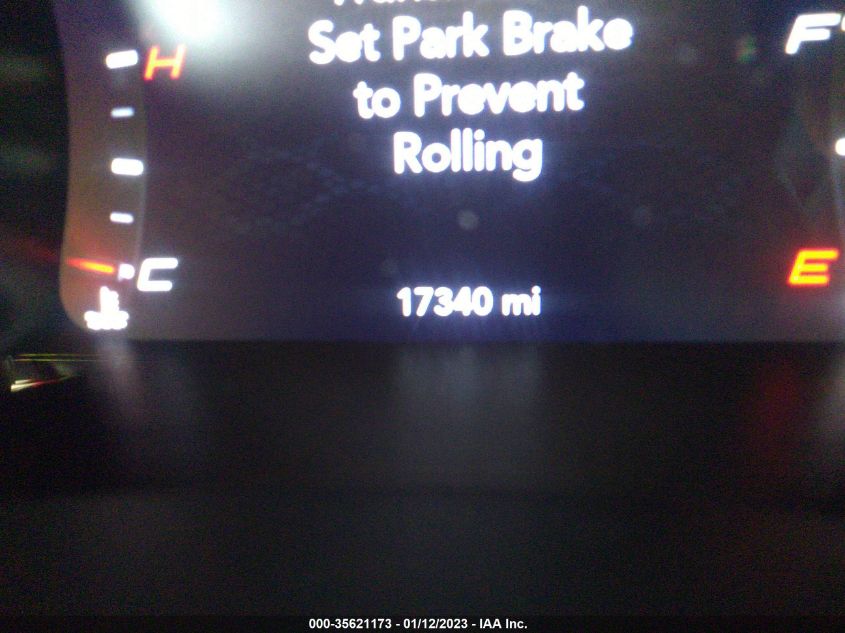 Set Park Brake
to Prevent
Rolling
H
F
C
E
17340 mi
000-35621173 - 01/12/2023 - IAA Inc.